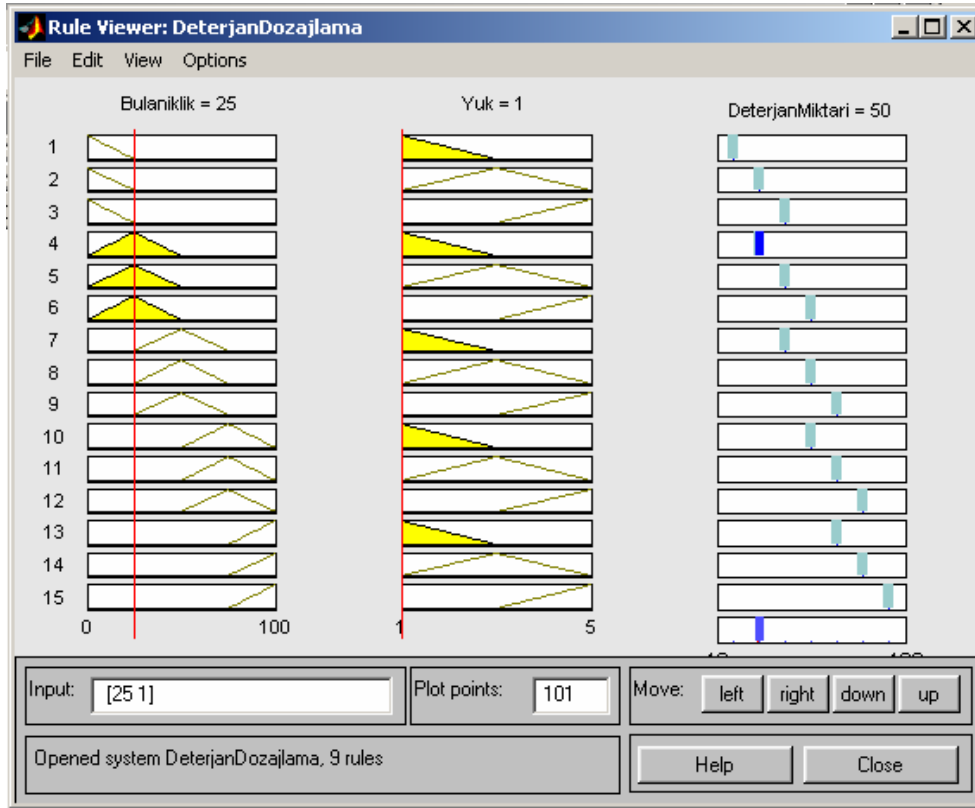 Rule Viewer: DeterjanDozajlama
File Edit View Options
Bulaniklik = 25
Yuk = 1
DeterjanMiktari = 50
1
2
3
4
5
6
7
8
9
10
11
12
13
14
15
0 100
1 5
Input: [25 1]
Plot points: 101
Move: left right down up
Opened system DeterjanDozajlama, 9 rules
Help Close